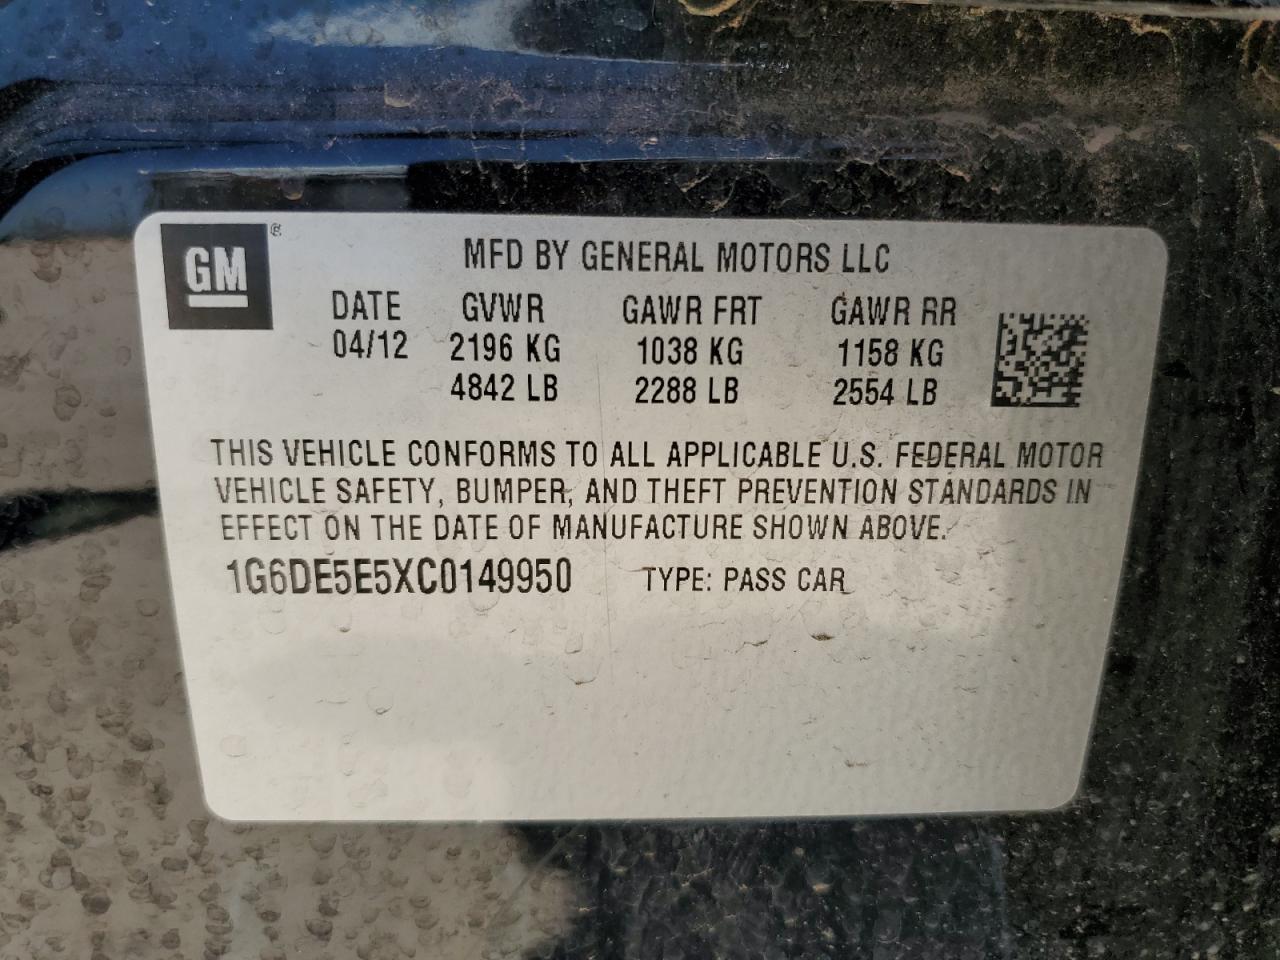 GM ®
MFD BY GENERAL MOTORS LLC
DATE GVWR GAWR FRT GAWR RR
04/12 2196 KG 1038 KG 1158 KG
4842 LB 2288 LB 2554 LB
THIS VEHICLE CONFORMS TO ALL APPLICABLE U.S. FEDERAL MOTOR
VEHICLE SAFETY, BUMPER, AND THEFT PREVENTION STANDARDS IN
EFFECT ON THE DATE OF MANUFACTURE SHOWN ABOVE.
1G6DE5E5XC0149950 TYPE: PASS CAR